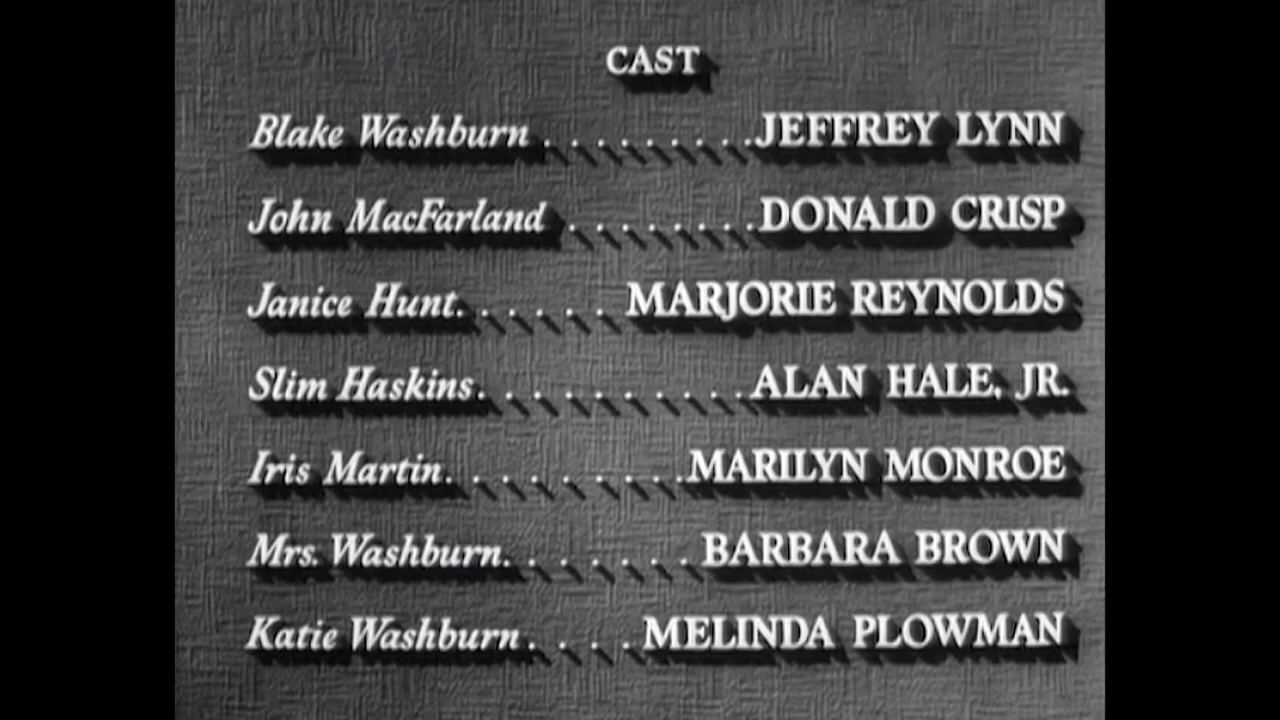 CAST
Blake Washburn . . . . . . . . . JEFFREY LYNN
John MacFarland . . . . . . . . DONALD CRISP
Janice Hunt. . . . . . MARJORIE REYNOLDS
Slim Haskins. . . . . . . . . . ALAN HALE, JR.
Iris Martin. . . . . . . . . MARILYN MONROE
Mrs. Washburn. . . . . . . BARBARA BROWN
Katie Washburn . . . . MELINDA PLOWMAN